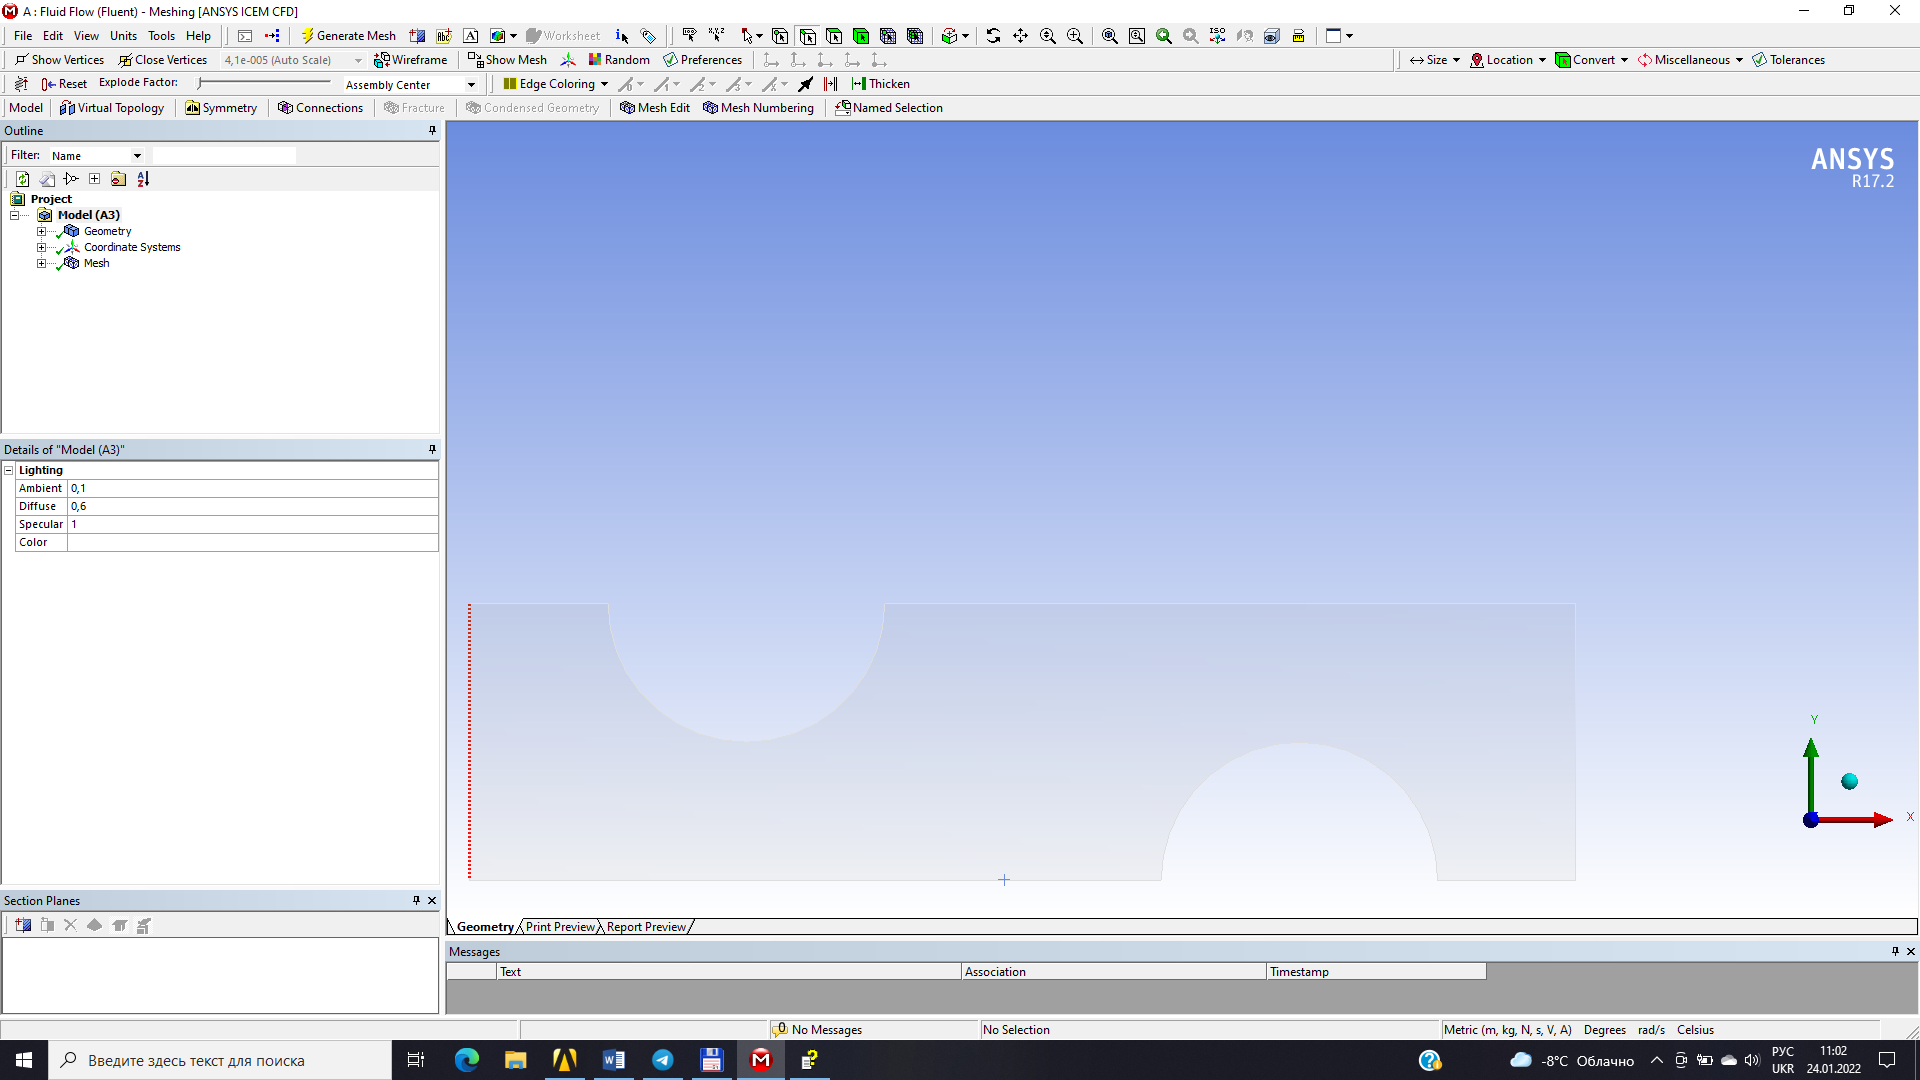 A : Fluid Flow (Fluent) - Meshing [ANSYS ICEM CFD]
File Edit View Units Tools Help Generate Mesh Worksheet
Show Vertices Close Vertices 4,1e-005 (Auto Scale) Wireframe Show Mesh Random Preferences Size Location Convert Miscellaneous Tolerances
Reset Explode Factor: Assembly Center Edge Coloring Thicken
Model Virtual Topology Symmetry Connections Fracture Condensed Geometry Mesh Edit Mesh Numbering Named Selection
Outline
Filter: Name
Project
Model (A3)
Geometry
Coordinate Systems
Mesh
ANSYS
R17.2
Details of "Model (A3)"
Lighting
Ambient 0,1
Diffuse 0,6
Specular 1
Color
Y
X
Section Planes
Geometry Print Preview Report Preview
Messages
Text Association Timestamp
0 No Messages No Selection Metric (m, kg, N, s, V, A) Degrees rad/s Celsius
Введите здесь текст для поиска
-8°C Облачно
РУС
UKR
11:02
24.01.2022